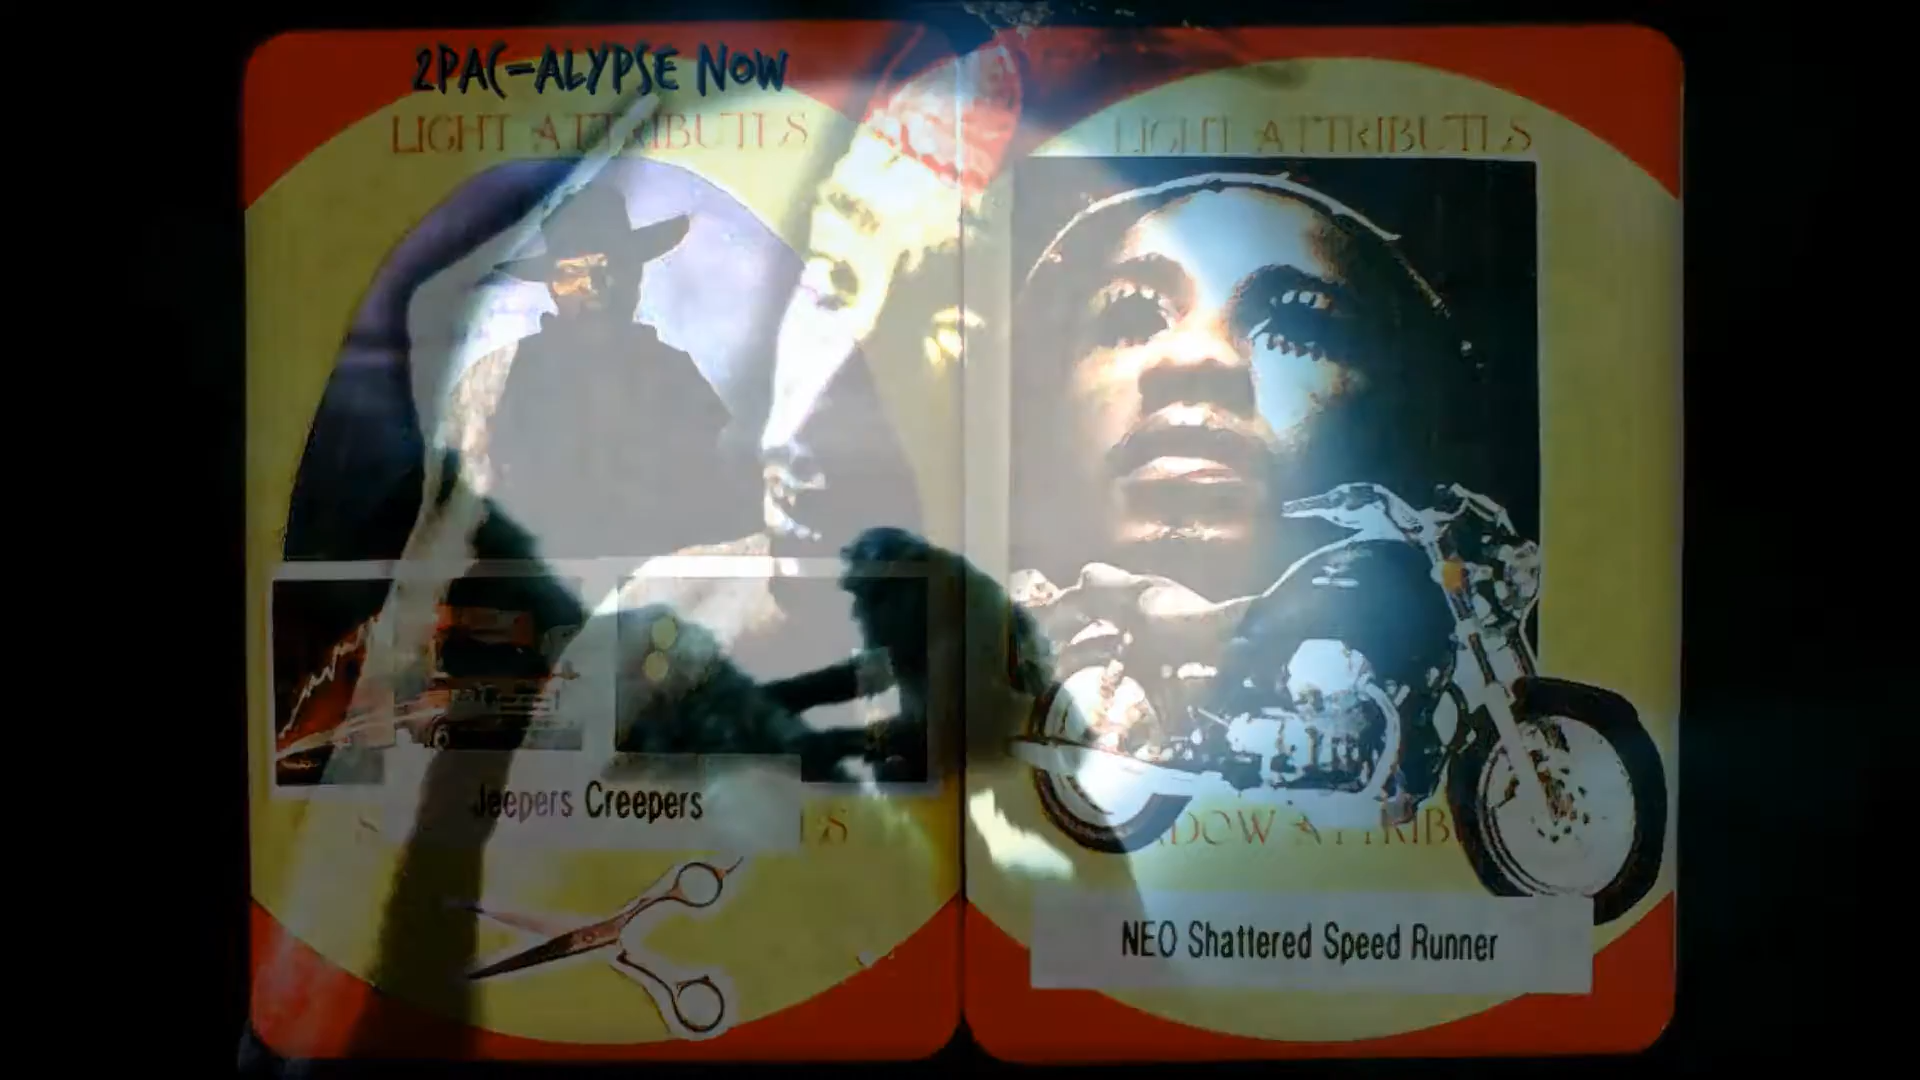 2PAC-ALYPSE NOW
LIGHT ATTRIBUTES
LIGHT ATTRIBUTES
Jeepers Creepers
NEO Shattered Speed Runner